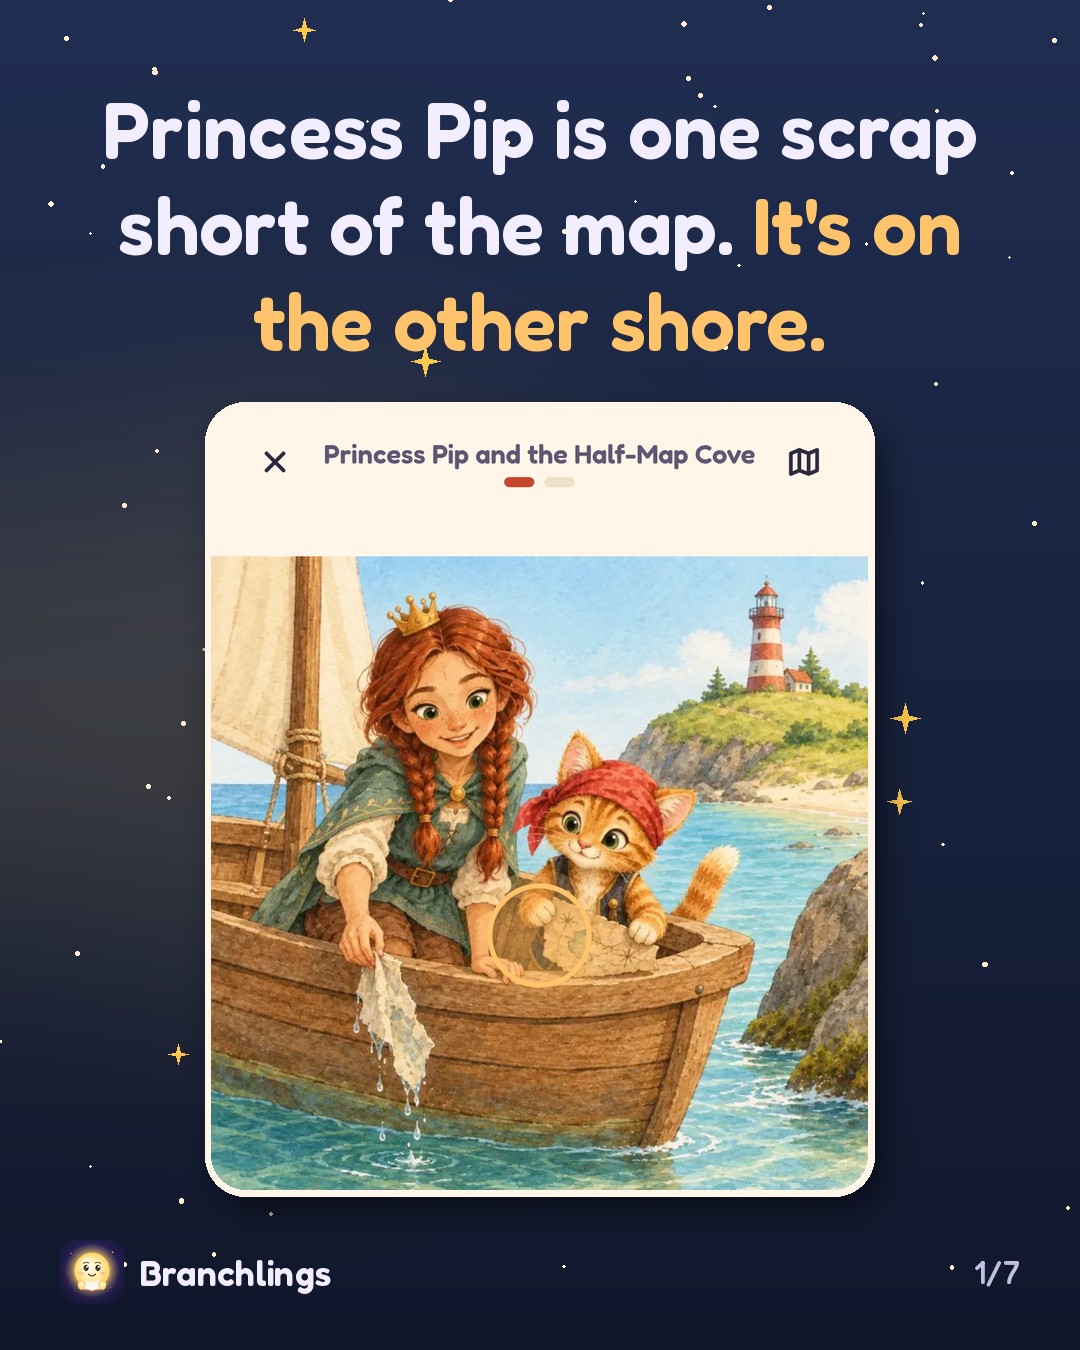 Princess Pip is one scrap
short of the map. It's on
the other shore.
Princess Pip and the Half-Map Cove
Branchlings
1/7